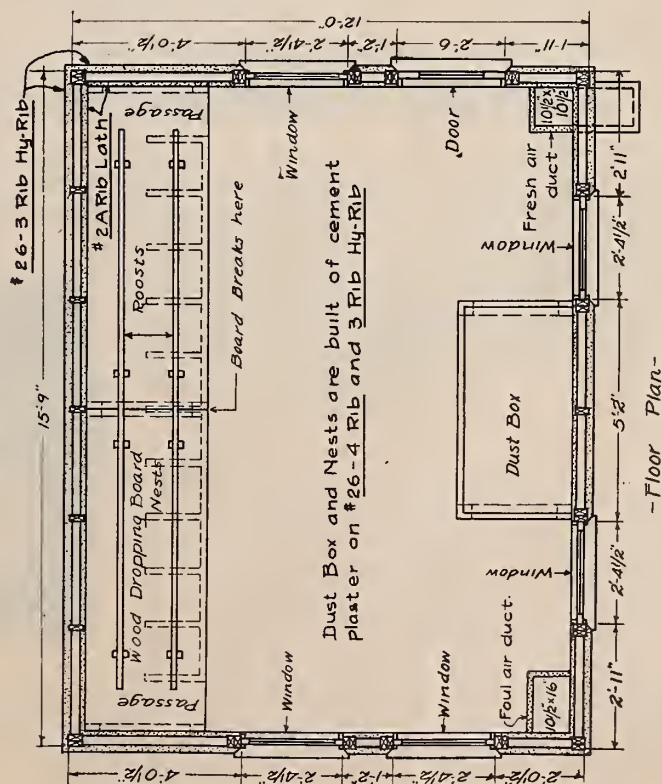 12'-0"
4'-0½"
2'-4½"
1'-2"
2'-6
1'-11"
#26-3 Rib Hy-Rib
#2A Rib Lath
15'-9"
Passage
Roosts
Board Breaks here
Wood Dropping Board
Nests
Passage
Window
Door
10½ x 10½
Fresh air duct
2'11"
Window
2'-4½"
Dust Box and Nests are built of cement
plaster on #26-4 Rib and 3 Rib Hy-Rib
Dust Box
5'-2"
Window
2'-4½"
Foul air duct.
10½ x 16
2'-11"
Window
Window
4'-0½"
2'-4½"
1'-2"
2'-4½"
2'-0½"
-Floor Plan-